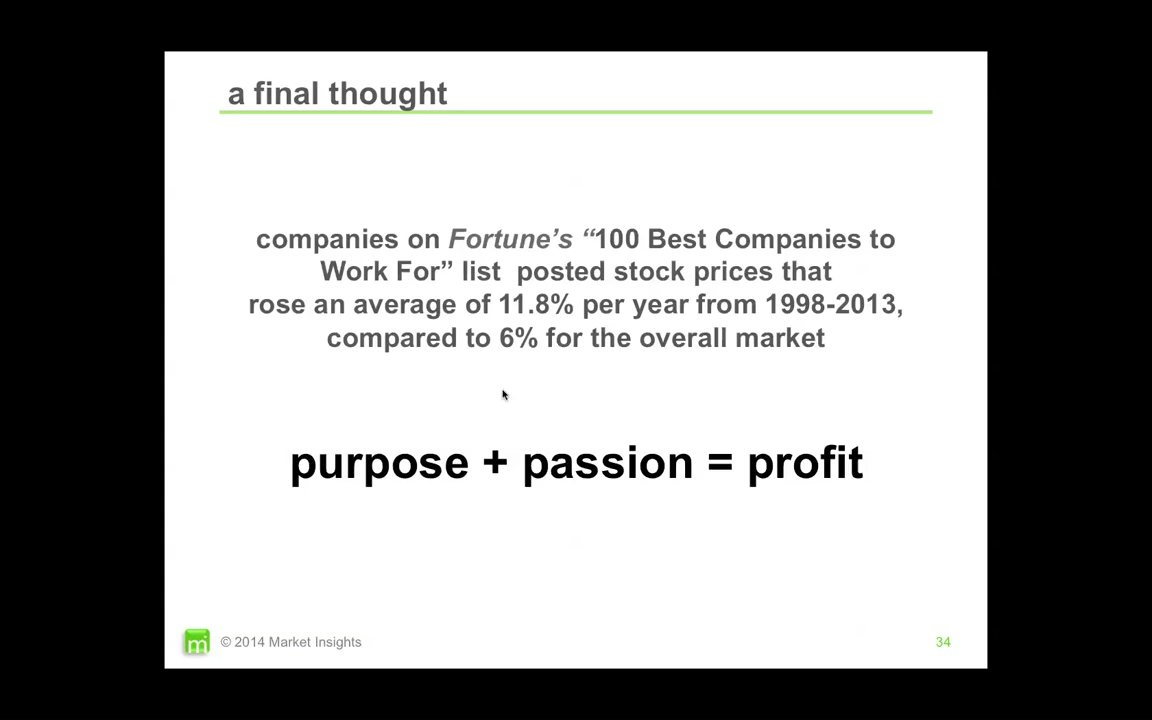 a final thought
companies on Fortune’s “100 Best Companies to
Work For” list  posted stock prices that
rose an average of 11.8% per year from 1998-2013,
compared to 6% for the overall market
purpose + passion = profit
mi © 2014 Market Insights
34